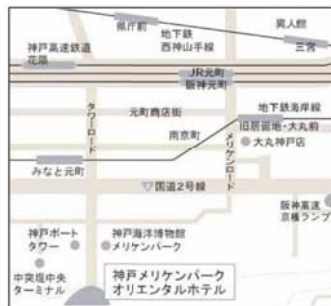 県庁前
地下鉄
西神山手線
異人館
三宮
神戸高速鉄道
花隈
JR元町
阪神元町
タワーロード
元町商店街
地下鉄海岸線
旧居留地・大丸前
南京町
メリケンロード
大丸神戸店
みなと元町
国道2号線
阪神高速
京橋ランプ
神戸ポート
タワー
神戸海洋博物館
メリケンパーク
中突堤中央
ターミナル
神戸メリケンパーク
オリエンタルホテル